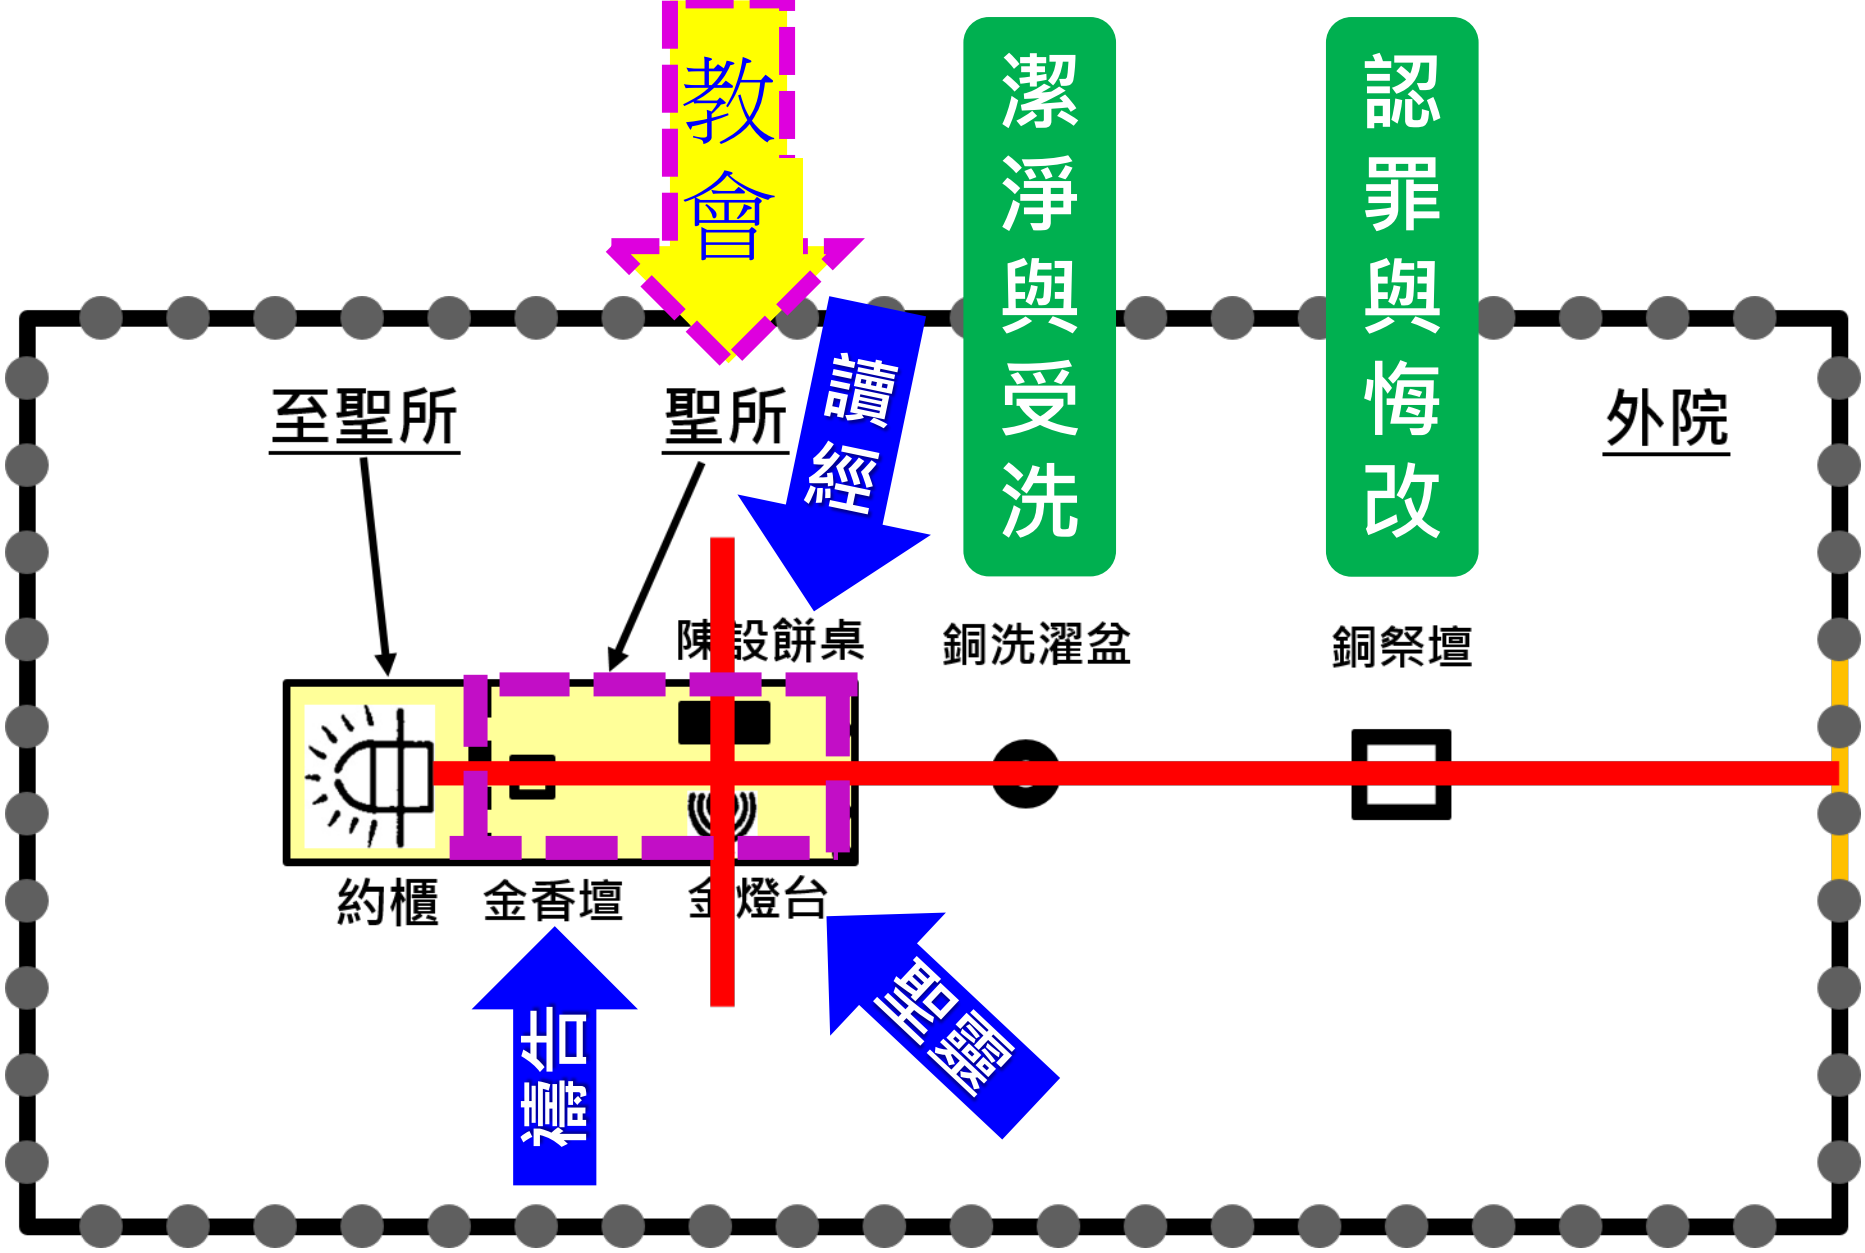 教會
潔淨與受洗
認罪與悔改
讀經
至聖所
聖所
外院
陳設餅桌
銅洗濯盆
銅祭壇
約櫃
金香壇
金燈台
禱告
聖靈